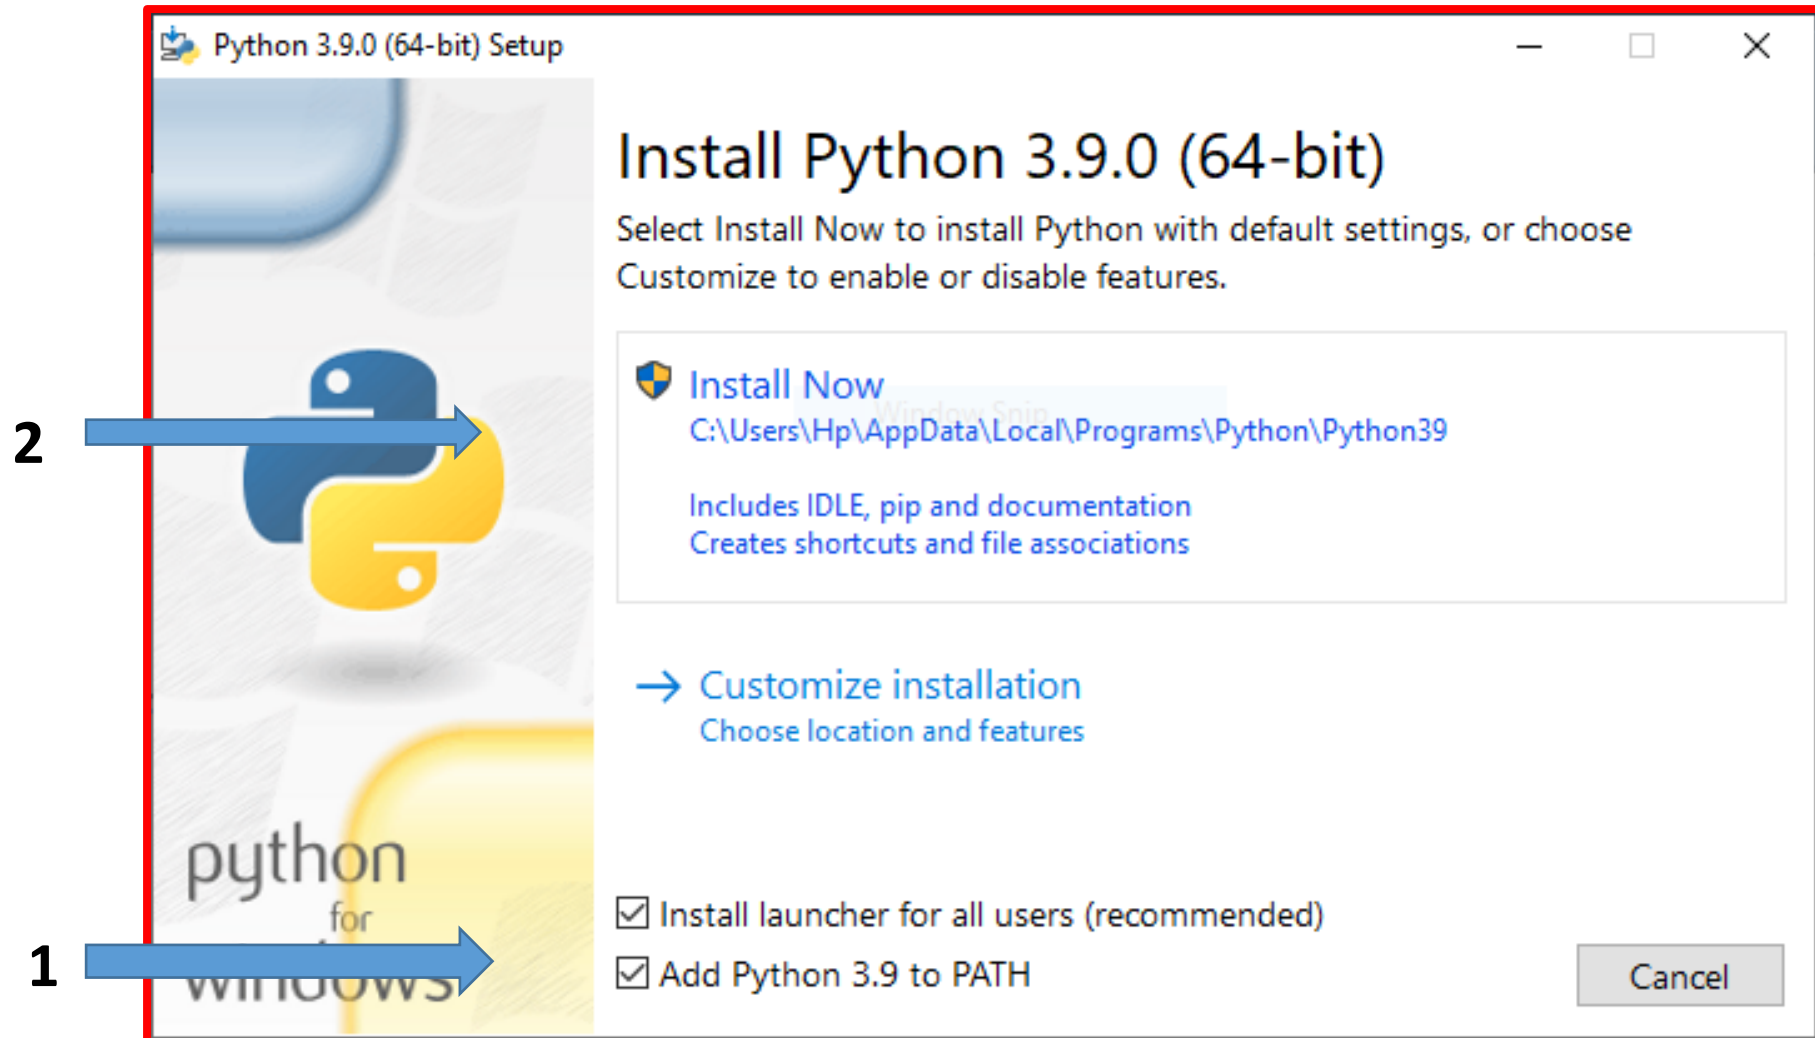 Python 3.9.0 (64-bit) Setup
Install Python 3.9.0 (64-bit)
Select Install Now to install Python with default settings, or choose
Customize to enable or disable features.
Install Now
Window Snip
C:\Users\Hp\AppData\Local\Programs\Python\Python39
2
Includes IDLE, pip and documentation
Creates shortcuts and file associations
Customize installation
Choose location and features
python
for
windows
Install launcher for all users (recommended)
1
Add Python 3.9 to PATH
Cancel